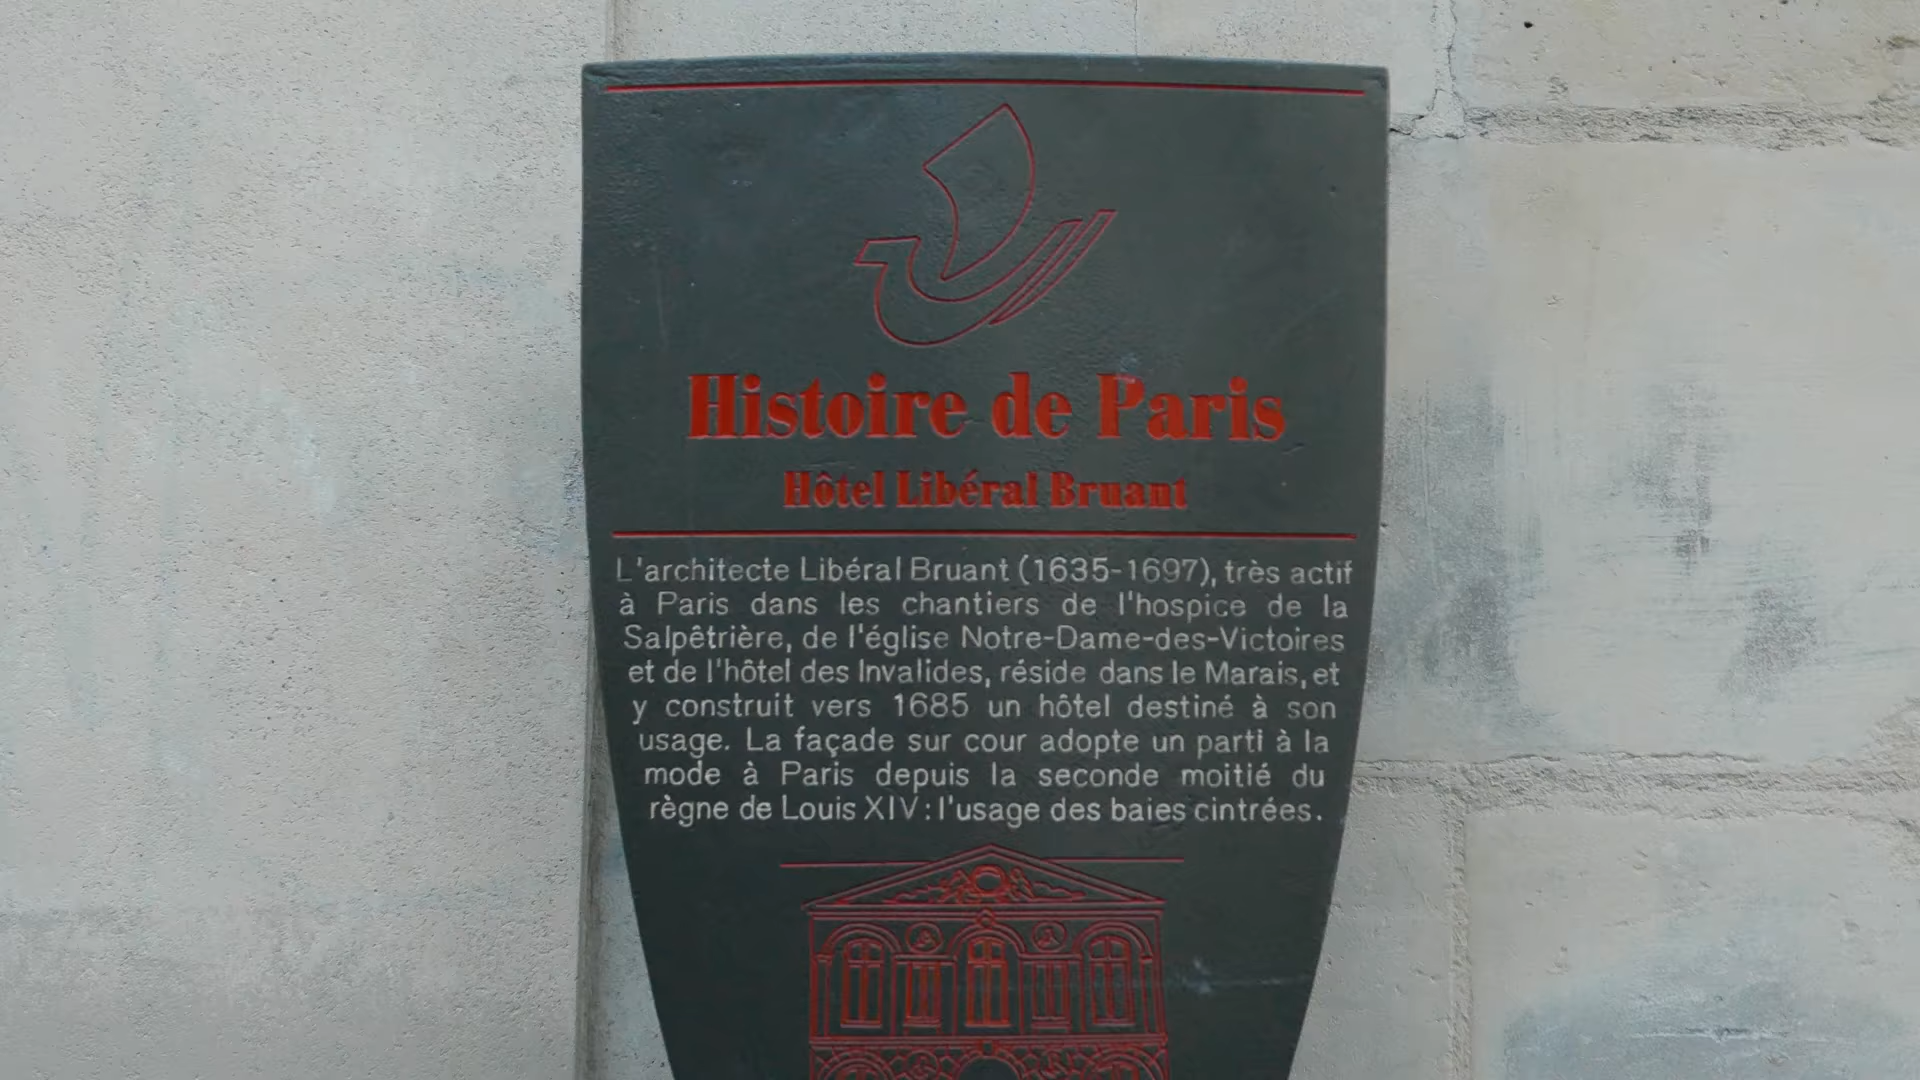 Histoire de Paris
Hôtel Libéral Bruant
L'architecte Libéral Bruant (1635-1697), très actif
à Paris dans les chantiers de l'hospice de la
Salpêtrière, de l'église Notre-Dame-des-Victoires
et de l'hôtel des Invalides, réside dans le Marais, et
y construit vers 1685 un hôtel destiné à son
usage. La façade sur cour adopte un parti à la
mode à Paris depuis la seconde moitié du
règne de Louis XIV : l'usage des baies cintrées.